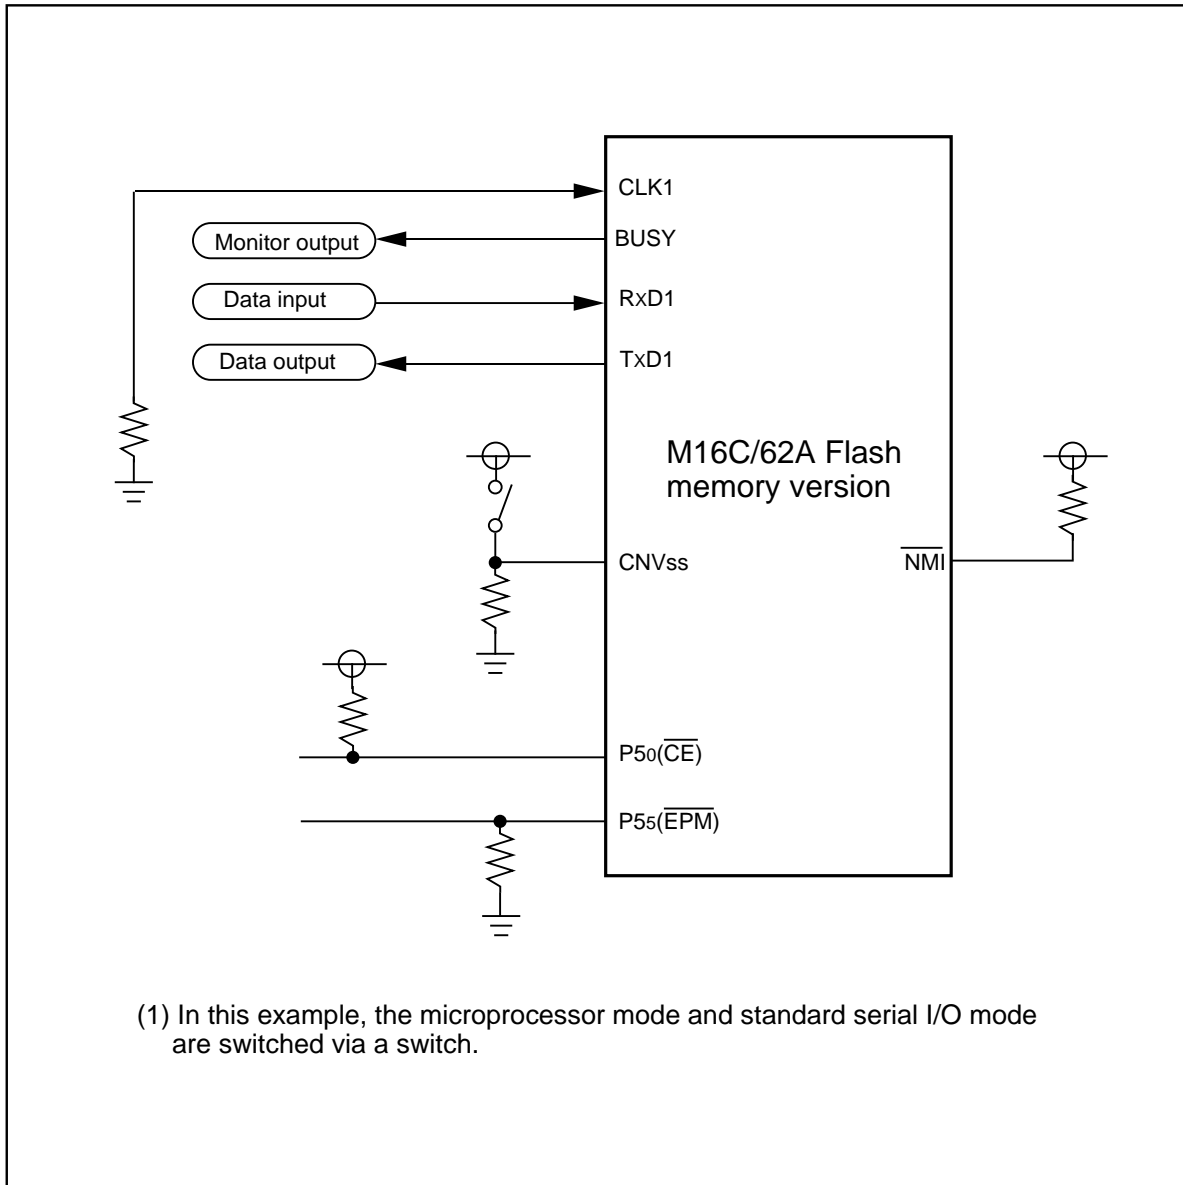 CLK1
Monitor output
BUSY
Data input
RxD1
Data output
TxD1
M16C/62A Flash
memory version
CNVss
NMI
P50(CE)
P55(EPM)
(1) In this example, the microprocessor mode and standard serial I/O mode
are switched via a switch.